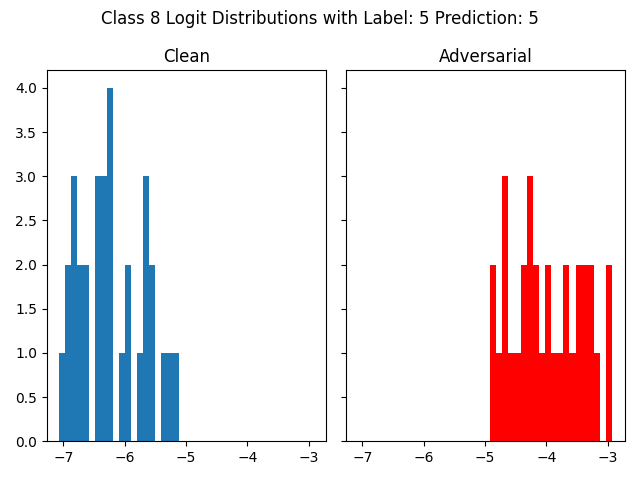 Class 8 Logit Distributions with Label: 5 Prediction: 5
Clean
Adversarial
4.0
3.5
3.0
2.5
2.0
1.5
1.0
0.5
0.0
−7 −6 −5 −4 −3
−7 −6 −5 −4 −3